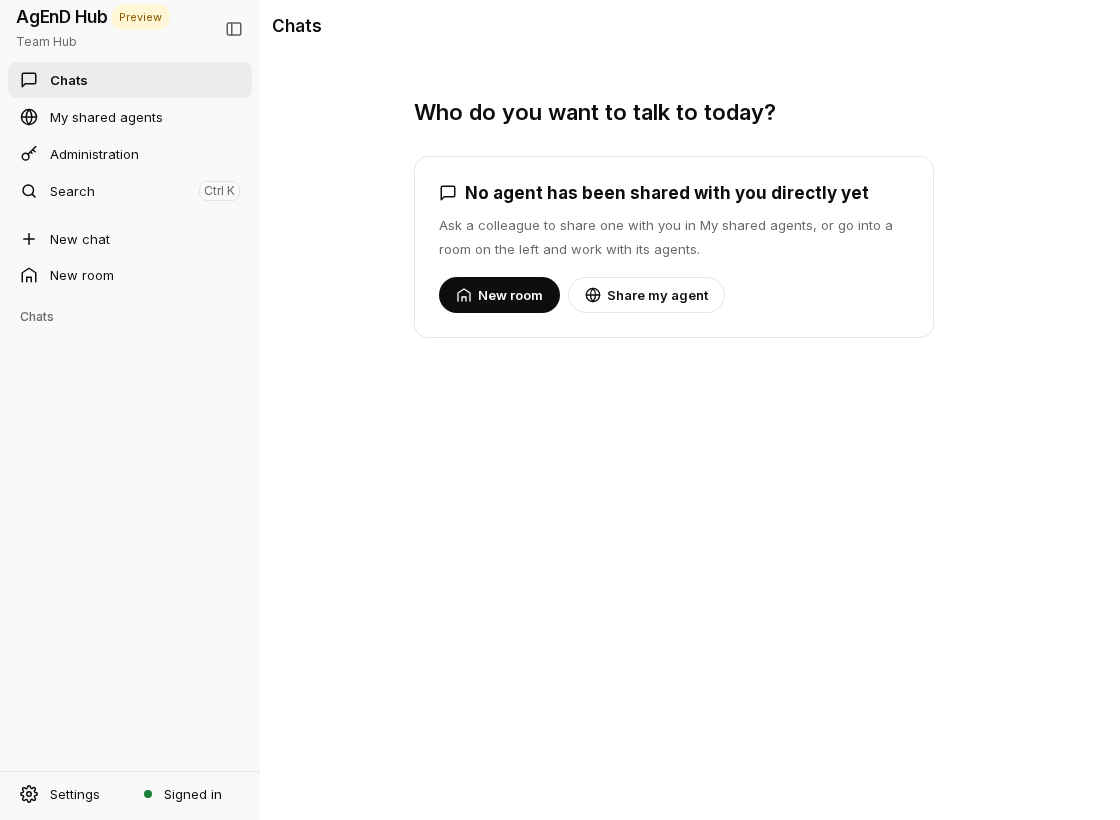 AgEnD Hub Preview
Team Hub
Chats
My shared agents
Administration
Search Ctrl K
New chat
New room
Chats
Settings Signed in
Chats
Who do you want to talk to today?
No agent has been shared with you directly yet
Ask a colleague to share one with you in My shared agents, or go into a
room on the left and work with its agents.
New room Share my agent